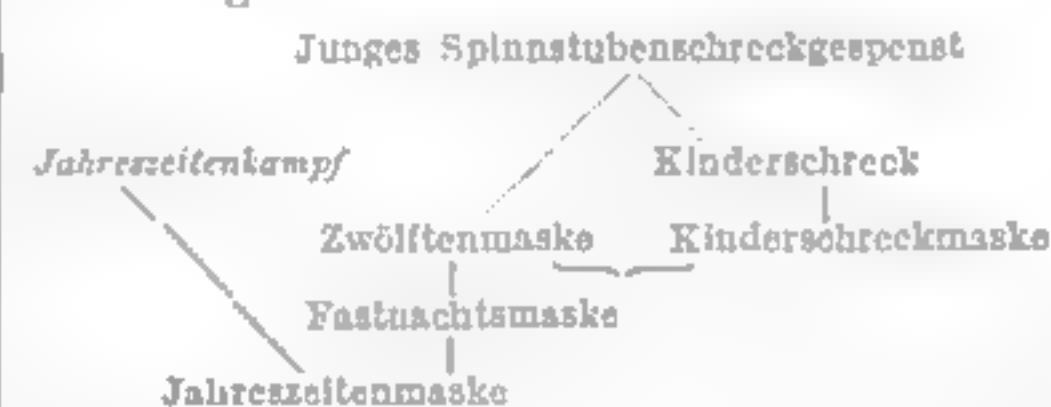 Junges Spinnstubenschreckgespenst
Jahreszeitenkampf Kinderschreck
Zwölftenmaske Kinderschreckmaske
Fastnachtsmaske
Jahreszeitenmaske